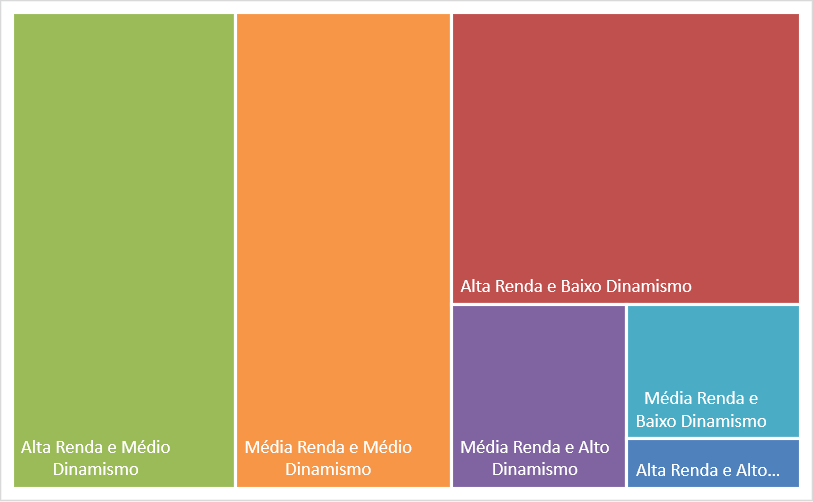 Alta Renda e Médio
Dinamismo
Média Renda e Médio
Dinamismo
Alta Renda e Baixo Dinamismo
Média Renda e Alto
Dinamismo
Média Renda e
Baixo Dinamismo
Alta Renda e Alto...